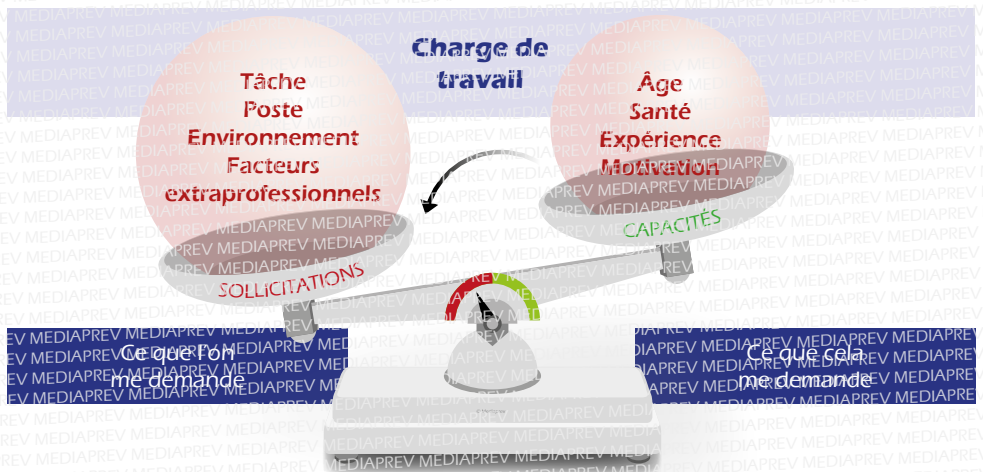 Charge de
travail
Tâche
Poste
Environnement
Facteurs
extraprofessionnels
Âge
Santé
Expérience
Motivation
SOLLICITATIONS
CAPACITÉS
Ce que l'on
me demande
Ce que cela
me demande
MEDIAPREV